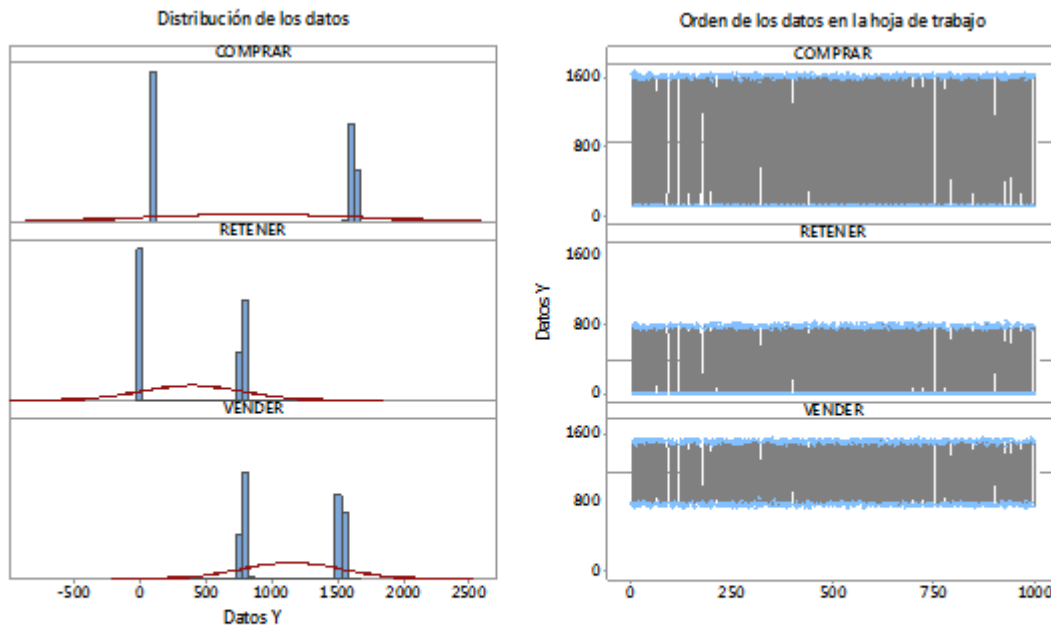 Distribución de los datos
COMPRAR
RETENER
VENDER
-500 0 500 1000 1500 2000 2500
Datos Y
Orden de los datos en la hoja de trabajo
COMPRAR
1600
800
0
RETENER
1600
800
0
VENDER
1600
800
0
Datos Y
0 250 500 750 1000